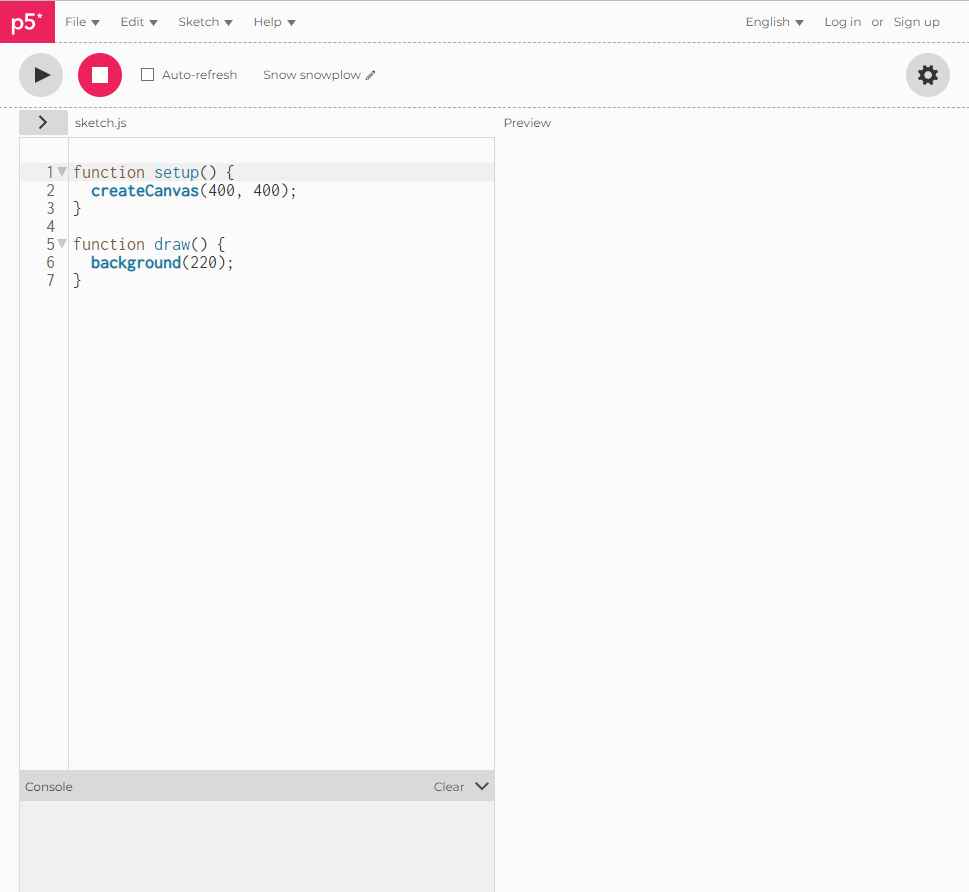 p5* File Edit Sketch Help English Log in or Sign up
Auto-refresh Snow snowplow
sketch.js Preview
1 function setup() {
2   createCanvas(400, 400);
3 }
4
5 function draw() {
6   background(220);
7 }
Console Clear